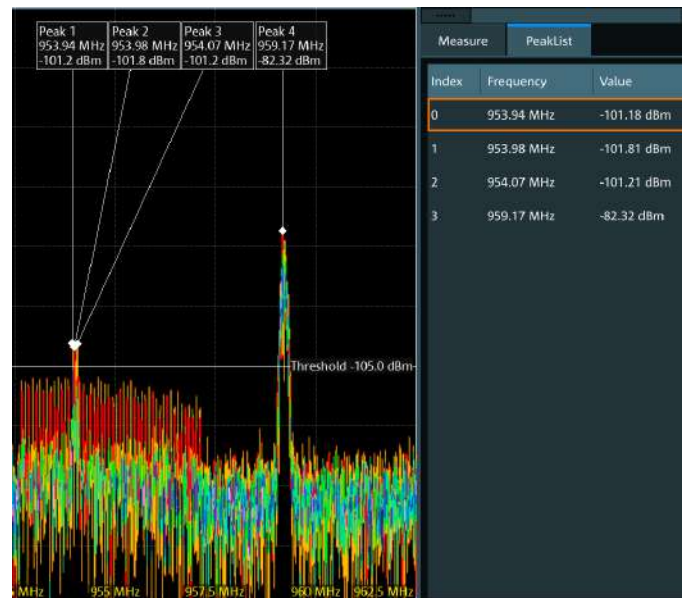 Peak 1
953.94 MHz
-101.2 dBm
Peak 2
953.98 MHz
-101.8 dBm
Peak 3
954.07 MHz
-101.2 dBm
Peak 4
959.17 MHz
-82.32 dBm
Threshold -105.0 dBm
MHz
955 MHz
957.5 MHz
960 MHz
962.5 MHz
Measure PeakList
Index Frequency Value
0 953.94 MHz -101.18 dBm
1 953.98 MHz -101.81 dBm
2 954.07 MHz -101.21 dBm
3 959.17 MHz -82.32 dBm